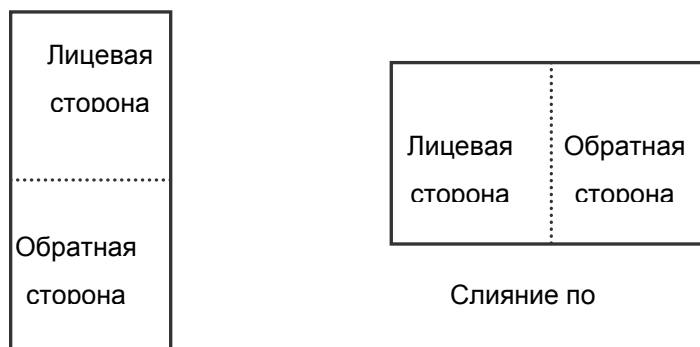 Лицевая
сторона
Обратная
сторона
Лицевая
сторона
Обратная
сторона
Слияние по